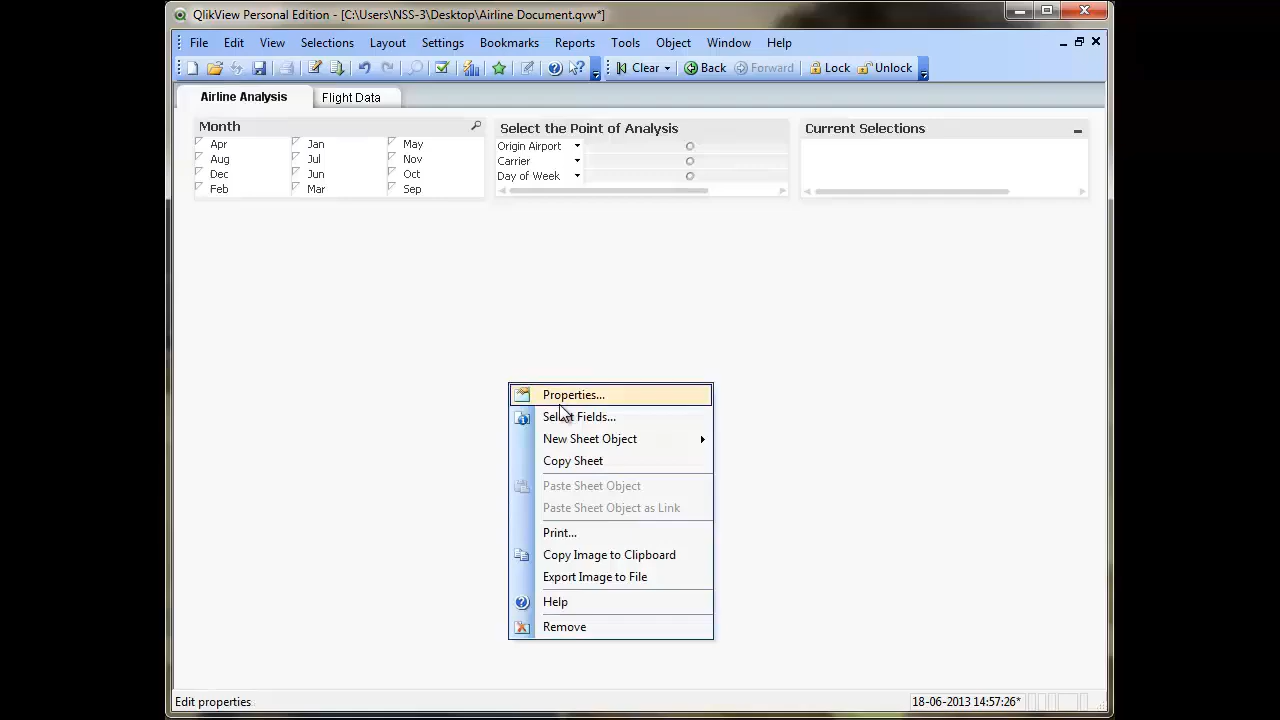 QlikView Personal Edition - [C:\Users\NSS-3\Desktop\Airline Document.qvw*]
File Edit View Selections Layout Settings Bookmarks Reports Tools Object Window Help
Clear Back Forward Lock Unlock
Airline Analysis Flight Data
Month
Apr Jan May
Aug Jul Nov
Dec Jun Oct
Feb Mar Sep
Select the Point of Analysis
Origin Airport
Carrier
Day of Week
Current Selections
Properties...
Select Fields...
New Sheet Object
Copy Sheet
Paste Sheet Object
Paste Sheet Object as Link
Print...
Copy Image to Clipboard
Export Image to File
Help
Remove
Edit properties 18-06-2013 14:57:26*